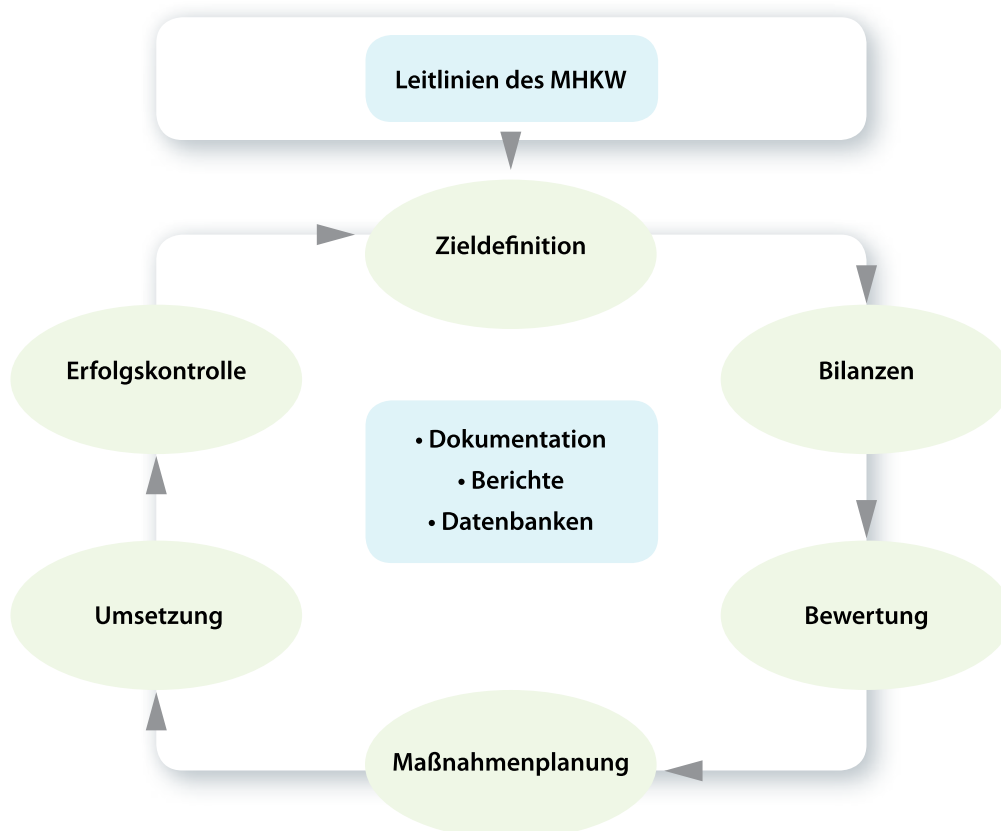 Leitlinien des MHKW
Zieldefinition
Erfolgskontrolle
Bilanzen
• Dokumentation
• Berichte
• Datenbanken
Umsetzung
Bewertung
Maßnahmenplanung